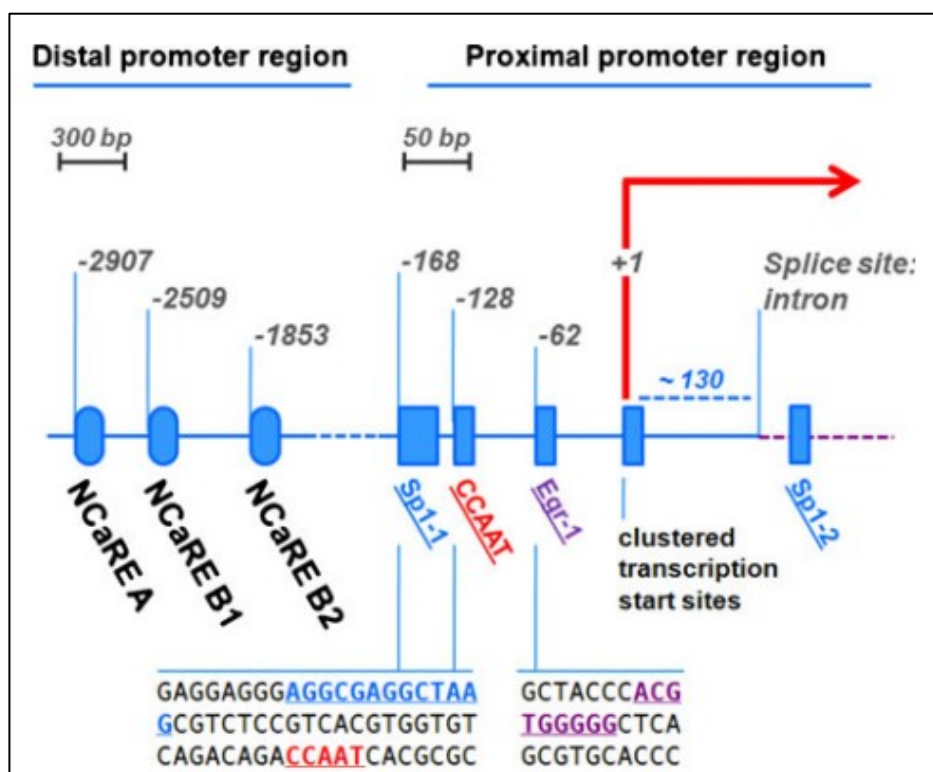 Distal promoter region
Proximal promoter region
300 bp
50 bp
-2907
-2509
-1853
-168
-128
-62
+1
Splice site:
intron
~ 130
NCaRE A
NCaRE B1
NCaRE B2
Sp1-1
CCAAT
Egr-1
clustered
transcription
start sites
Sp1-2
GAGGAGGGAGGCGAGGCTAA
GCGTCTCCGTCACGTGGTGT
CAGACAGACCAATCACGCGC
GCTACCCACG
TGGGGGCTCA
GCGTGCACCC